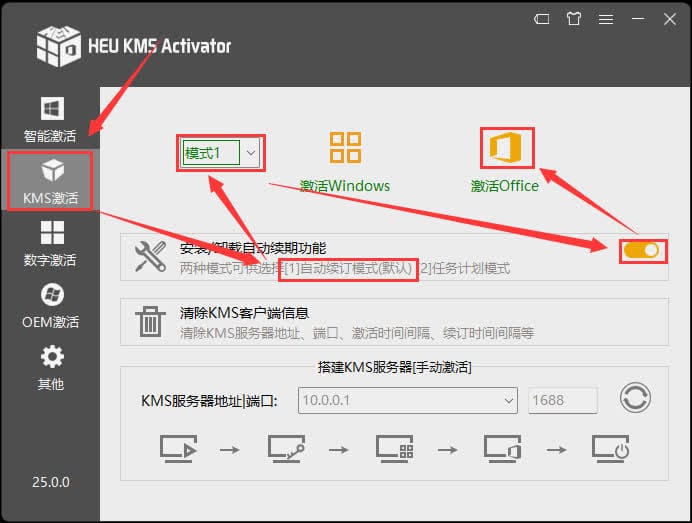 HEU KMS Activator
智能激活
KMS激活
数字激活
OEM激活
其他
25.0.0
模式1
激活Windows
激活Office
安装/卸载自动续期功能
两种模式可供选择[1]自动续订模式(默认) [2]任务计划模式
清除KMS客户端信息
清除KMS服务器地址、端口、激活时间间隔、续订时间间隔等
搭建KMS服务器[手动激活]
KMS服务器地址|端口: 10.0.0.1 1688